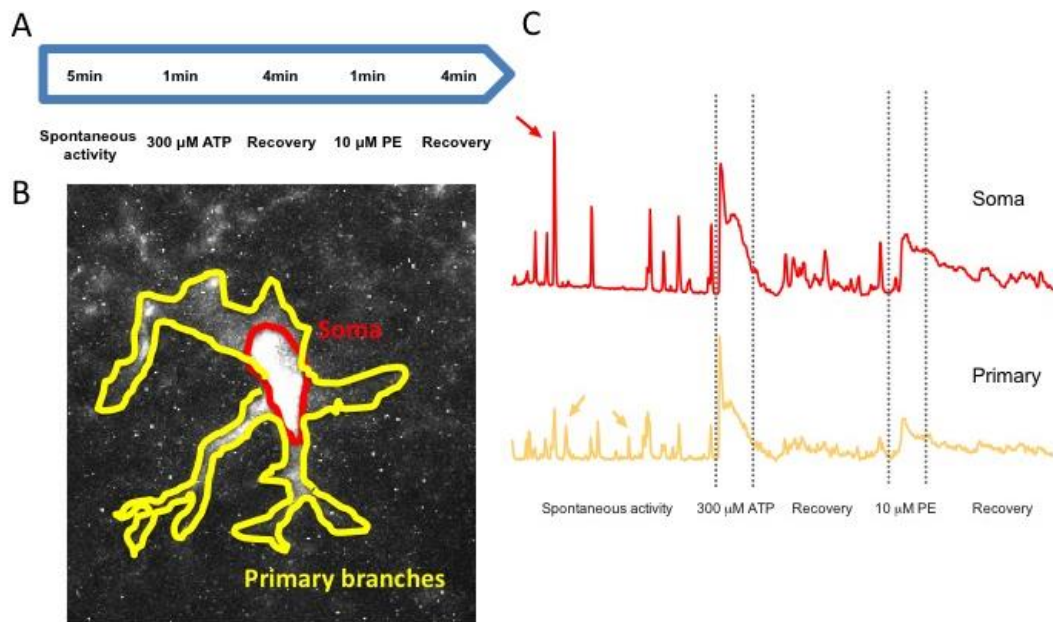 A
5min 1min 4min 1min 4min
Spontaneous activity 300 µM ATP Recovery 10 µM PE Recovery
B
Soma
Primary branches
C
Soma
Primary
Spontaneous activity 300 µM ATP Recovery 10 µM PE Recovery